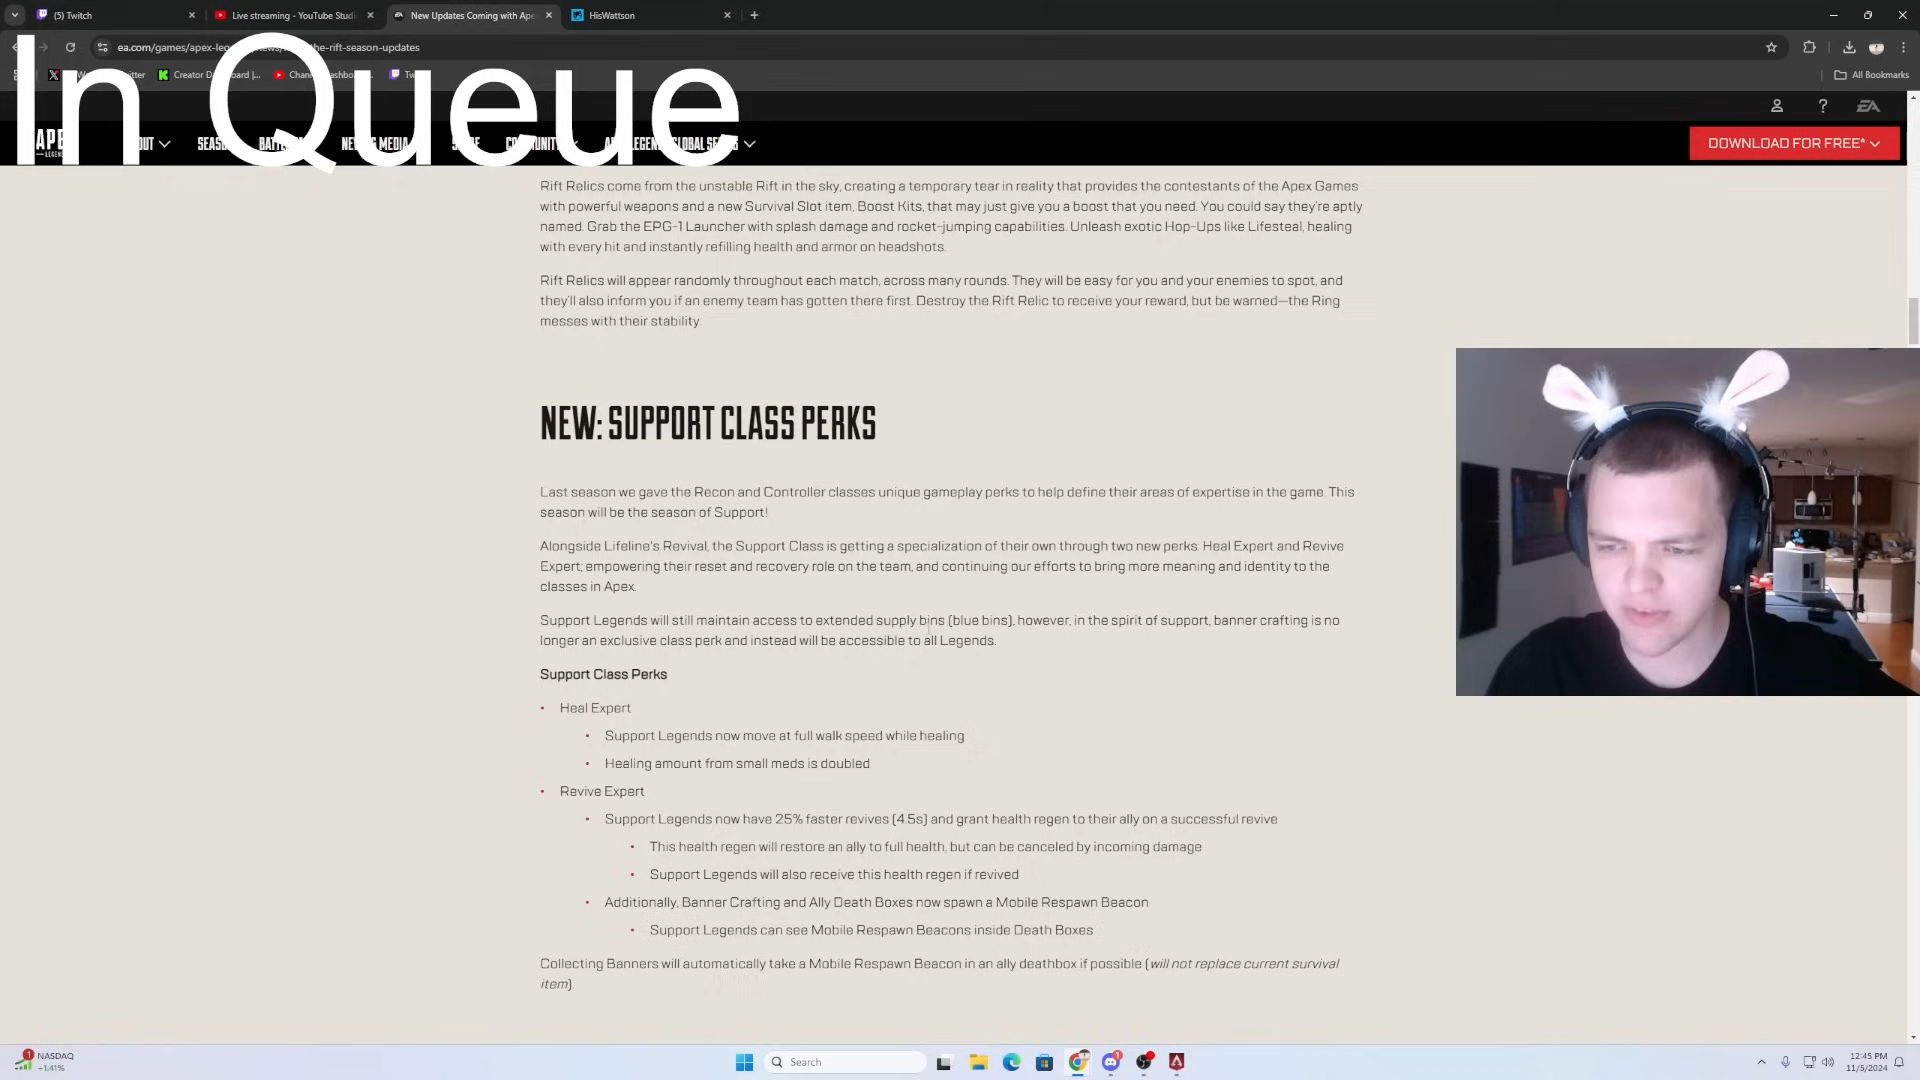 (5) Twitch
Live streaming - YouTube Studi
New Updates Coming with Ape
HisWattson
ea.com/games/apex-le
the-rift-season-updates
In Queue
Creator Da
All Bookmarks
DOWNLOAD FOR FREE*
Rift Relics come from the unstable Rift in the sky, creating a temporary tear in reality that provides the contestants of the Apex Games
with powerful weapons and a new Survival Slot item, Boost Kits, that may just give you a boost that you need. You could say they're aptly
named. Grab the EPG-1 Launcher with splash damage and rocket-jumping capabilities. Unleash exotic Hop-Ups like Lifesteal, healing
with every hit and instantly refilling health and armor on headshots.
Rift Relics will appear randomly throughout each match, across many rounds. They will be easy for you and your enemies to spot, and
they'll also inform you if an enemy team has gotten there first. Destroy the Rift Relic to receive your reward, but be warned—the Ring
messes with their stability.
NEW: SUPPORT CLASS PERKS
Last season we gave the Recon and Controller classes unique gameplay perks to help define their areas of expertise in the game. This
season will be the season of Support!
Alongside Lifeline's Revival, the Support Class is getting a specialization of their own through two new perks: Heal Expert and Revive
Expert; empowering their reset and recovery role on the team, and continuing our efforts to bring more meaning and identity to the
classes in Apex.
Support Legends will still maintain access to extended supply bins (blue bins), however, in the spirit of support, banner crafting is no
longer an exclusive class perk and instead will be accessible to all Legends.
Support Class Perks
• Heal Expert
• Support Legends now move at full walk speed while healing
• Healing amount from small meds is doubled
• Revive Expert
• Support Legends now have 25% faster revives (4.5s) and grant health regen to their ally on a successful revive
• This health regen will restore an ally to full health, but can be canceled by incoming damage
• Support Legends will also receive this health regen if revived
• Additionally, Banner Crafting and Ally Death Boxes now spawn a Mobile Respawn Beacon
• Support Legends can see Mobile Respawn Beacons inside Death Boxes
Collecting Banners will automatically take a Mobile Respawn Beacon in an ally deathbox if possible (will not replace current survival
item).
NASDAQ
+1.41%
Search
12:45 PM
11/5/2024